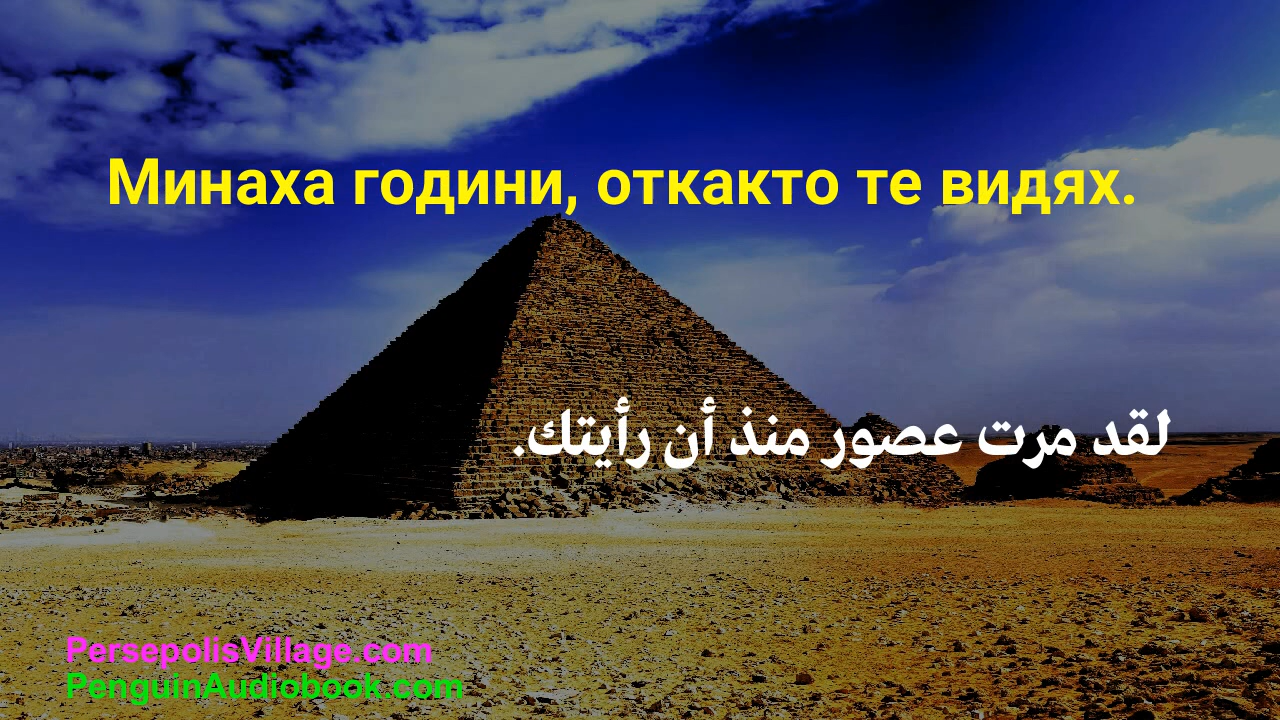 Минаха години, откакто те видях.
لقد مرت عصور منذ أن رأيتك.
PersepolisVillage.com
PenguinAudiobook.com